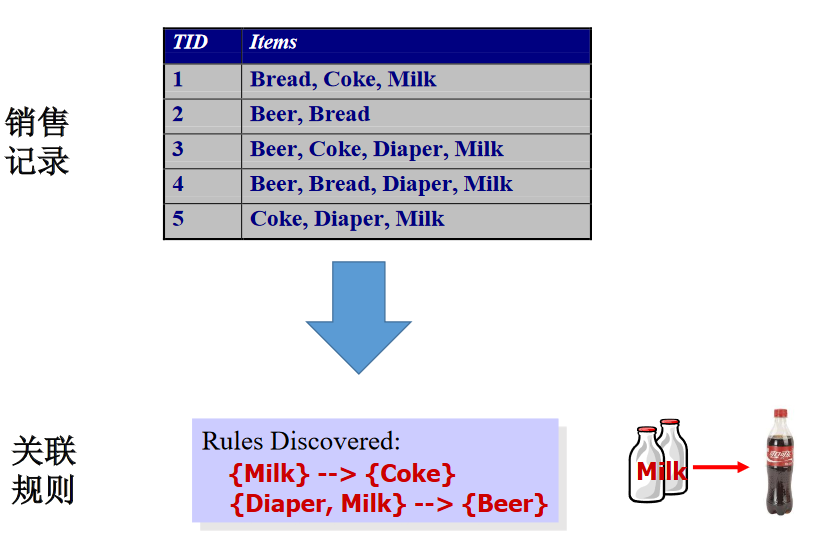 销售
记录
TID Items
1 Bread, Coke, Milk
2 Beer, Bread
3 Beer, Coke, Diaper, Milk
4 Beer, Bread, Diaper, Milk
5 Coke, Diaper, Milk
关联
规则
Rules Discovered:
{Milk} --> {Coke}
{Diaper, Milk} --> {Beer}
Milk